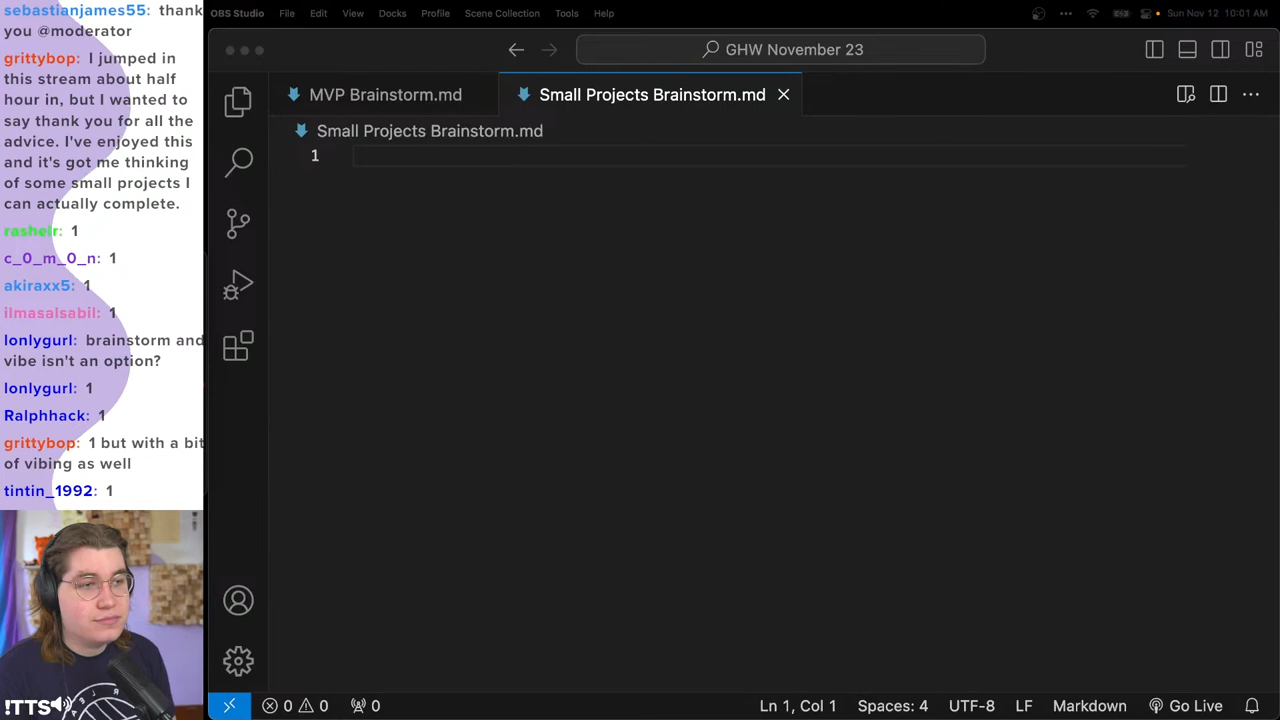 sebastianjames55: thank
you @moderator
grittybop: I jumped in
this stream about half
hour in, but I wanted to
say thank you for all the
advice. I've enjoyed this
and it's got me thinking
of some small projects I
can actually complete.
rashelr: 1
c_0_m_0_n: 1
akiraxx5: 1
ilmasalsabil: 1
lonlygurl: brainstorm and
vibe isn't an option?
lonlygurl: 1
Ralphhack: 1
grittybop: 1 but with a bit
of vibing as well
tintin_1992: 1
!TTS
OBS Studio File Edit View Docks Profile Scene Collection Tools Help Sun Nov 12 10:01 AM
GHW November 23
MVP Brainstorm.md Small Projects Brainstorm.md
Small Projects Brainstorm.md
1
0 0 0 Ln 1, Col 1 Spaces: 4 UTF-8 LF Markdown Go Live